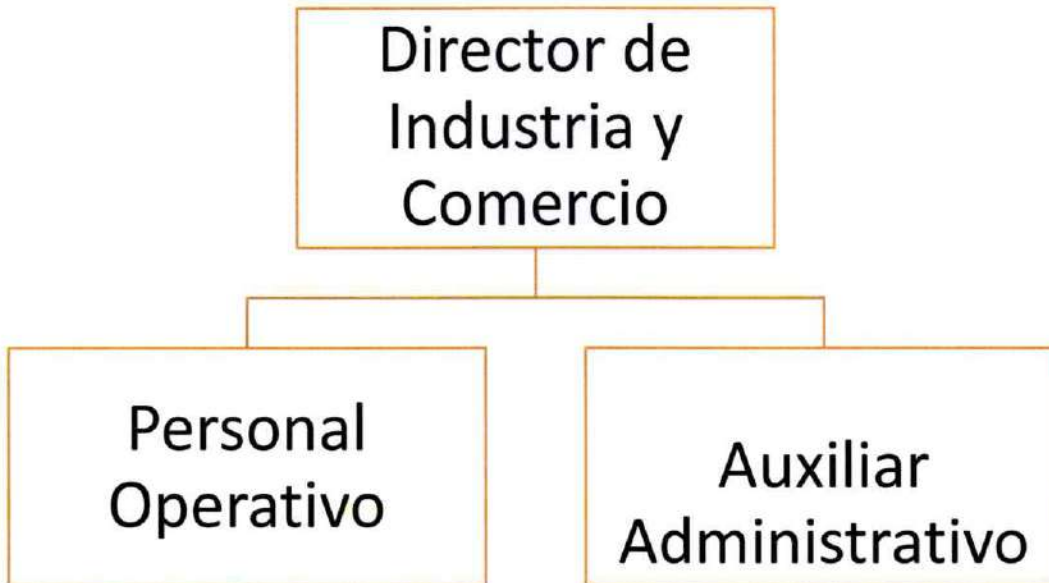 Director de
Industria y
Comercio
Personal
Operativo
Auxiliar
Administrativo